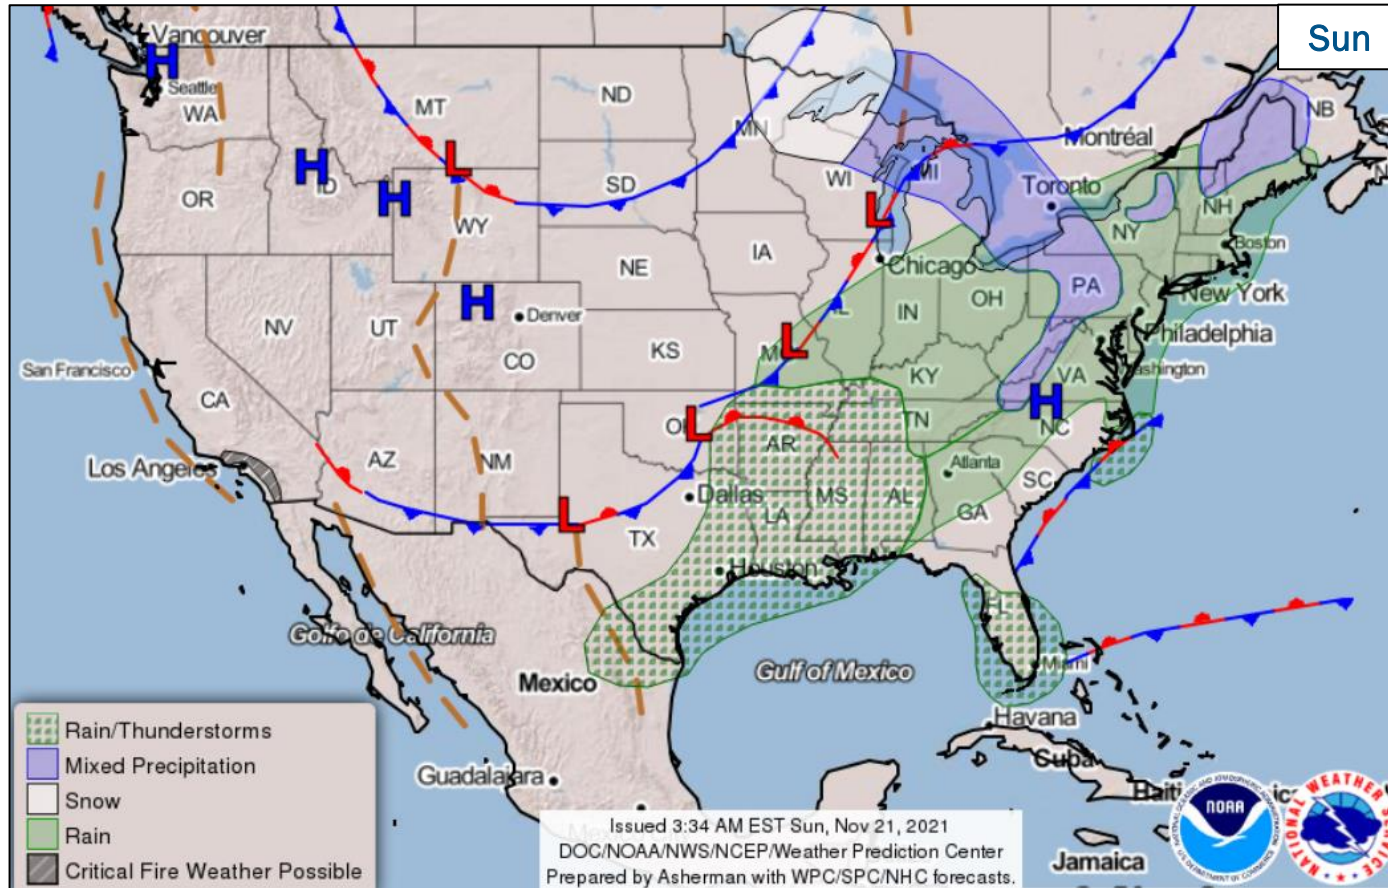 Sun
Vancouver
H
Seattle
WA
MT
ND
MN
Montréal
NB
H
ID
H
L
OR
WY
SD
WI
L
MI
Toronto
NY
NH
Boston
IA
NE
Chicago
IN
OH
PA
New York
NV
UT
H
Denver
CO
KS
L
IL
Philadelphia
San Francisco
CA
KY
VA
H
Los Angeles
AZ
NM
L
AR
TN
NC
Atlanta
SC
Dallas
MS
AL
LA
GA
L
TX
Houston
FL
Golfo de California
Gulf of Mexico
Miami
Mexico
Havana
Cuba
Guadalajara
Jamaica
Rain/Thunderstorms
Mixed Precipitation
Snow
Rain
Critical Fire Weather Possible
Issued 3:34 AM EST Sun, Nov 21, 2021
DOC/NOAA/NWS/NCEP/Weather Prediction Center
Prepared by Asherman with WPC/SPC/NHC forecasts.
NOAA